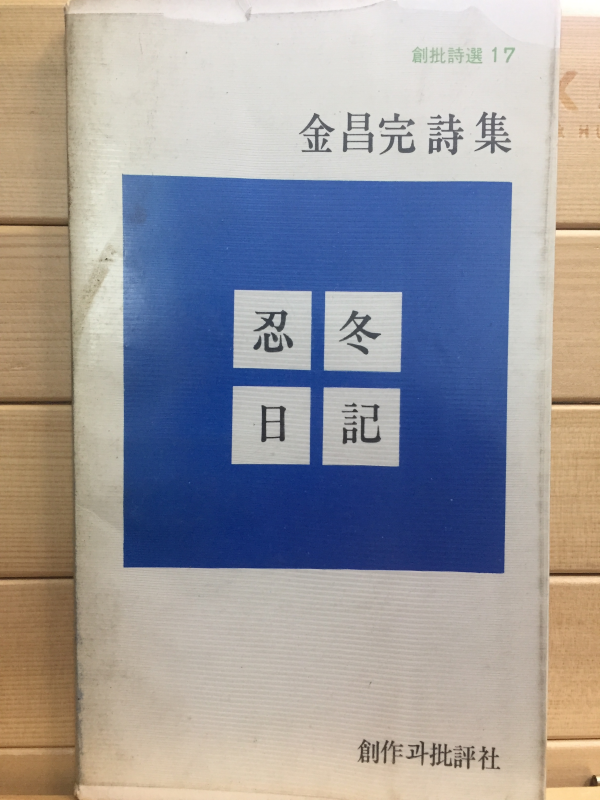 創批詩選 17
金昌完 詩集
忍冬
日記
創作과批評社